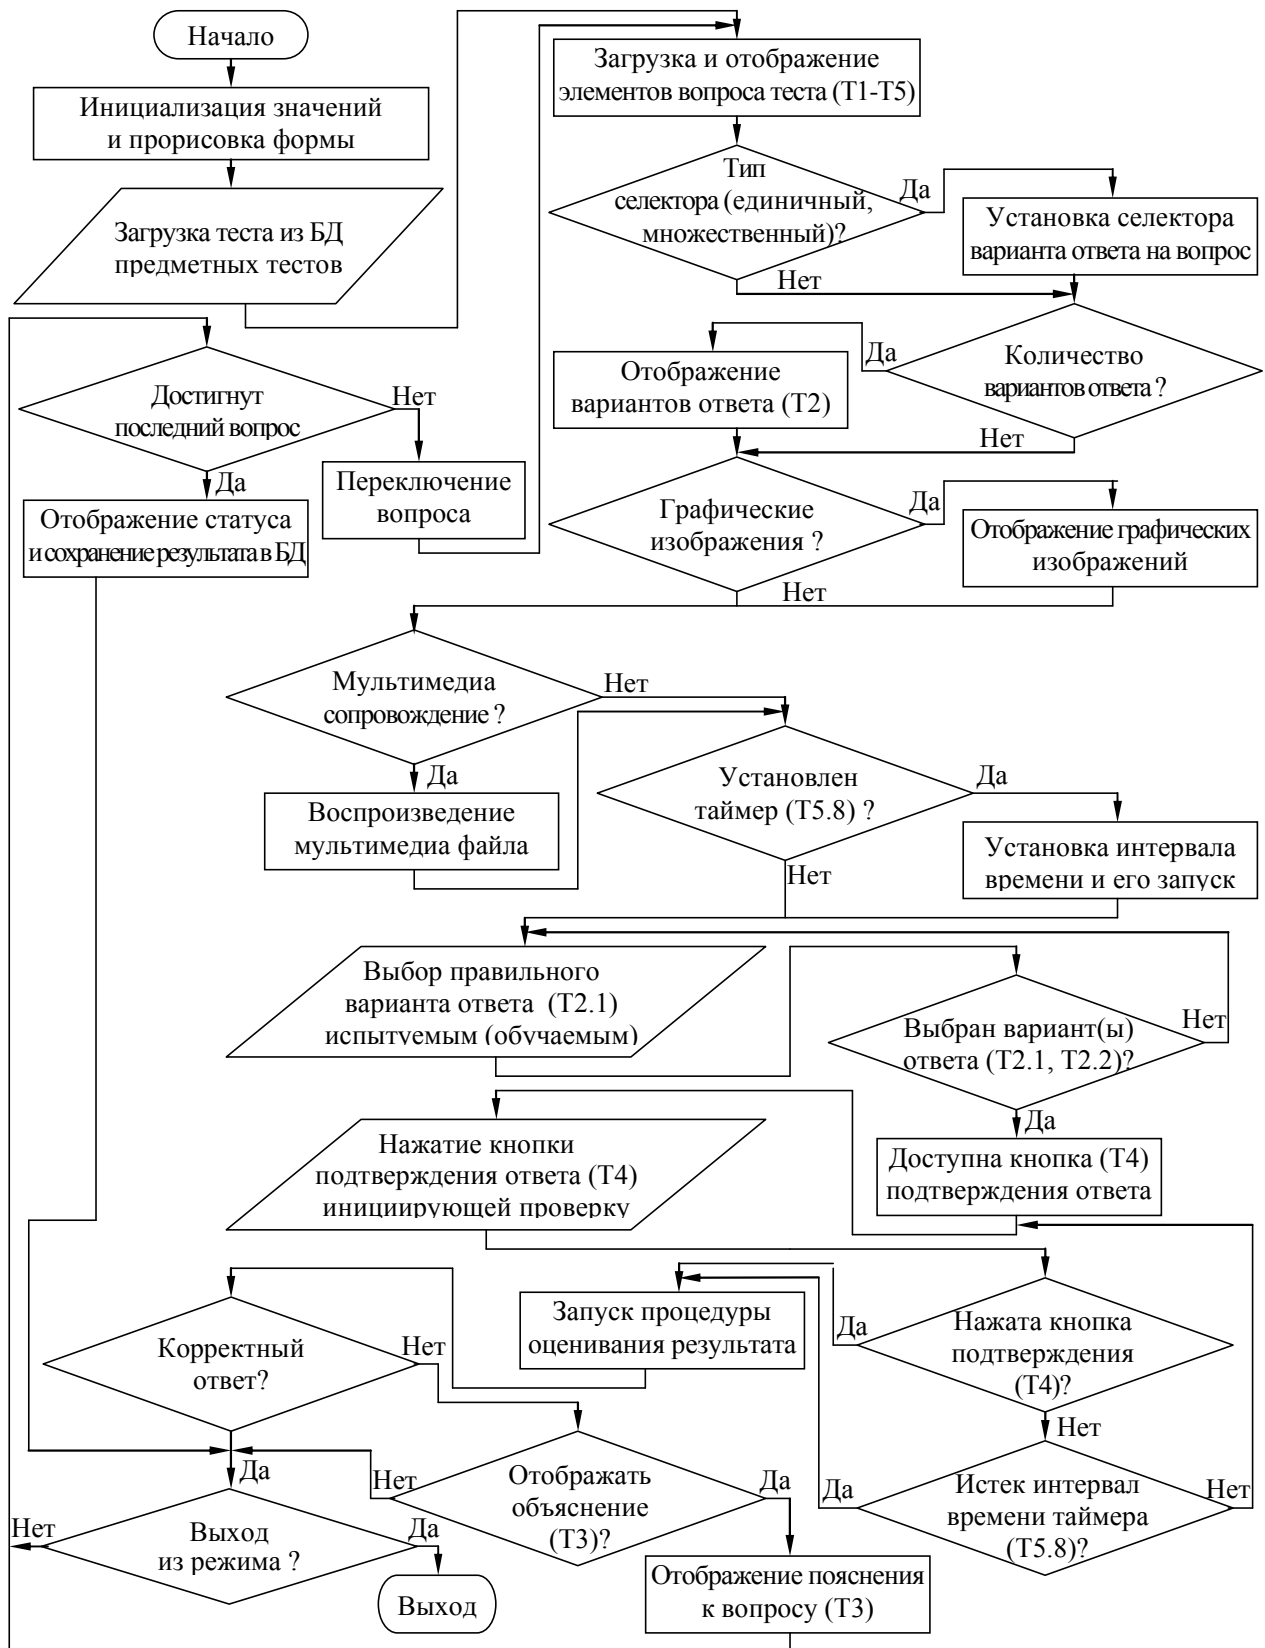 Начало
Инициализация значений
и прорисовка формы
Загрузка теста из БД
предметных тестов
Загрузка и отображение
элементов вопроса теста (Т1-Т5)
Тип
селектора (единичный,
множественный)?
Да
Нет
Установка селектора
варианта ответа на вопрос
Количество
вариантов ответа ?
Да
Нет
Отображение
вариантов ответа (Т2)
Достигнут
последний вопрос
Нет
Да
Переключение
вопроса
Отображение статуса
и сохранение результата в БД
Графические
изображения ?
Да
Нет
Отображение графических
изображений
Мультимедиа
сопровождение ?
Нет
Да
Воспроизведение
мультимедиа файла
Установлен
таймер (Т5.8) ?
Да
Нет
Установка интервала
времени и его запуск
Выбор правильного
варианта ответа (Т2.1)
испытуемым (обучаемым)
Выбран вариант(ы)
ответа (Т2.1, Т2.2)?
Нет
Да
Нажатие кнопки
подтверждения ответа (Т4)
инициирующей проверку
Доступна кнопка (Т4)
подтверждения ответа
Запуск процедуры
оценивания результата
Да
Нажата кнопка
подтверждения
(Т4)?
Нет
Корректный
ответ?
Нет
Да
Нет
Отображать
объяснение
(Т3)?
Да
Да
Истек интервал
времени таймера
(Т5.8)?
Нет
Нет
Выход
из режима ?
Да
Выход
Отображение пояснения
к вопросу (Т3)